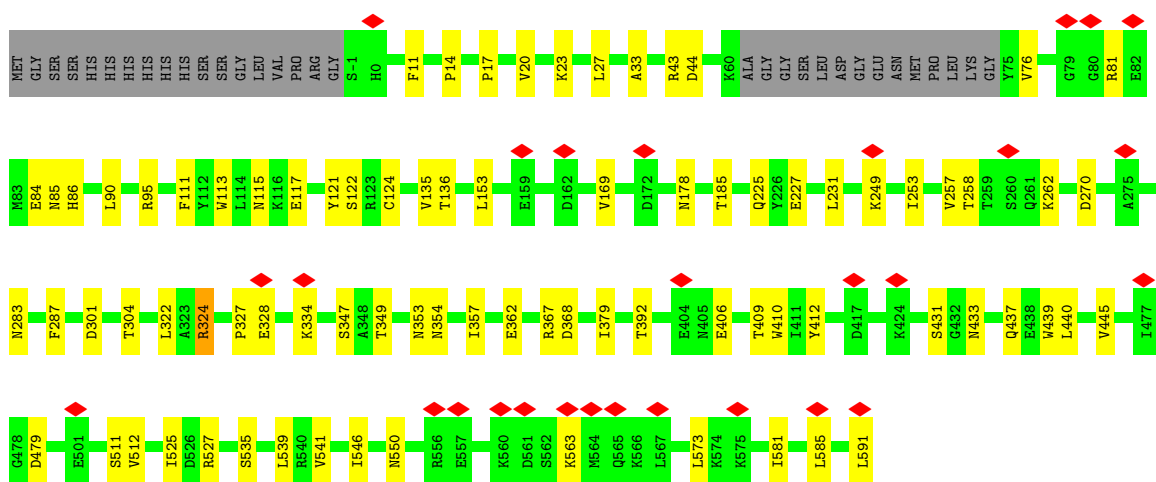 MET GLY SER SER HIS HIS HIS HIS HIS HIS SER SER GLY LEU VAL PRO ARG GLY S-1 H0 F11 P14 P17 V20 K23 L27 A33 R43 D44 K60 ALA GLY GLY SER LEU ASP GLY GLU ASN MET PRO LEU LYS GLY Y75 V76 G79 G80 R81 E82
M83 E84 N85 H86 L90 R95 F111 Y112 W113 L114 N115 K116 E117 Y121 S122 R123 C124 V135 T136 L153 E159 D162 V169 D172 N178 T185 Q225 Y226 E227 L231 K249 I253 V257 T258 T259 S260 Q261 K262 D270 A275
N283 F287 D301 T304 L322 A323 R324 P327 E328 K334 S347 A348 T349 N353 N354 I357 E362 R367 D368 I379 T392 E404 N405 E406 T409 W410 I411 Y412 D417 K424 S431 G432 N433 Q437 E438 W439 L440 V445 I477
G478 D479 E501 S511 V512 I525 D526 R527 S535 L539 R540 V541 I546 N550 R556 E557 K560 D561 S562 K563 M564 Q565 K566 L567 L573 K574 K575 I581 L585 L591